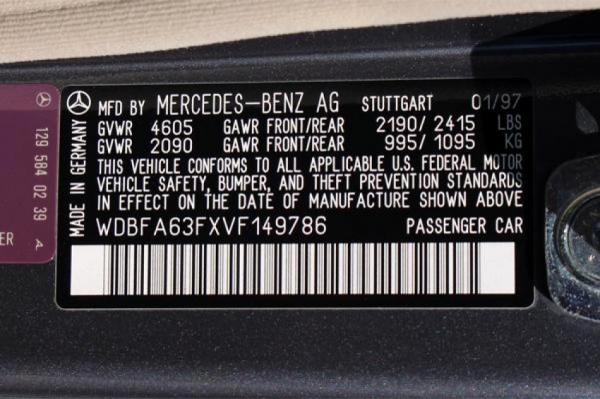 MFD BY MERCEDES-BENZ AG STUTTGART 01/97
GVWR 4605 GAWR FRONT/REAR 2190/2415 LBS
GVWR 2090 GAWR FRONT/REAR 995/1095 KG
THIS VEHICLE CONFORMS TO ALL APPLICABLE U.S. FEDERAL MOTOR
VEHICLE SAFETY, BUMPER, AND THEFT PREVENTION STANDARDS
IN EFFECT ON THE DATE OF MANUFACTURE SHOWN ABOVE
WDBFA63FXVF149786 PASSENGER CAR
MADE IN GERMANY
129 584 02 39 A